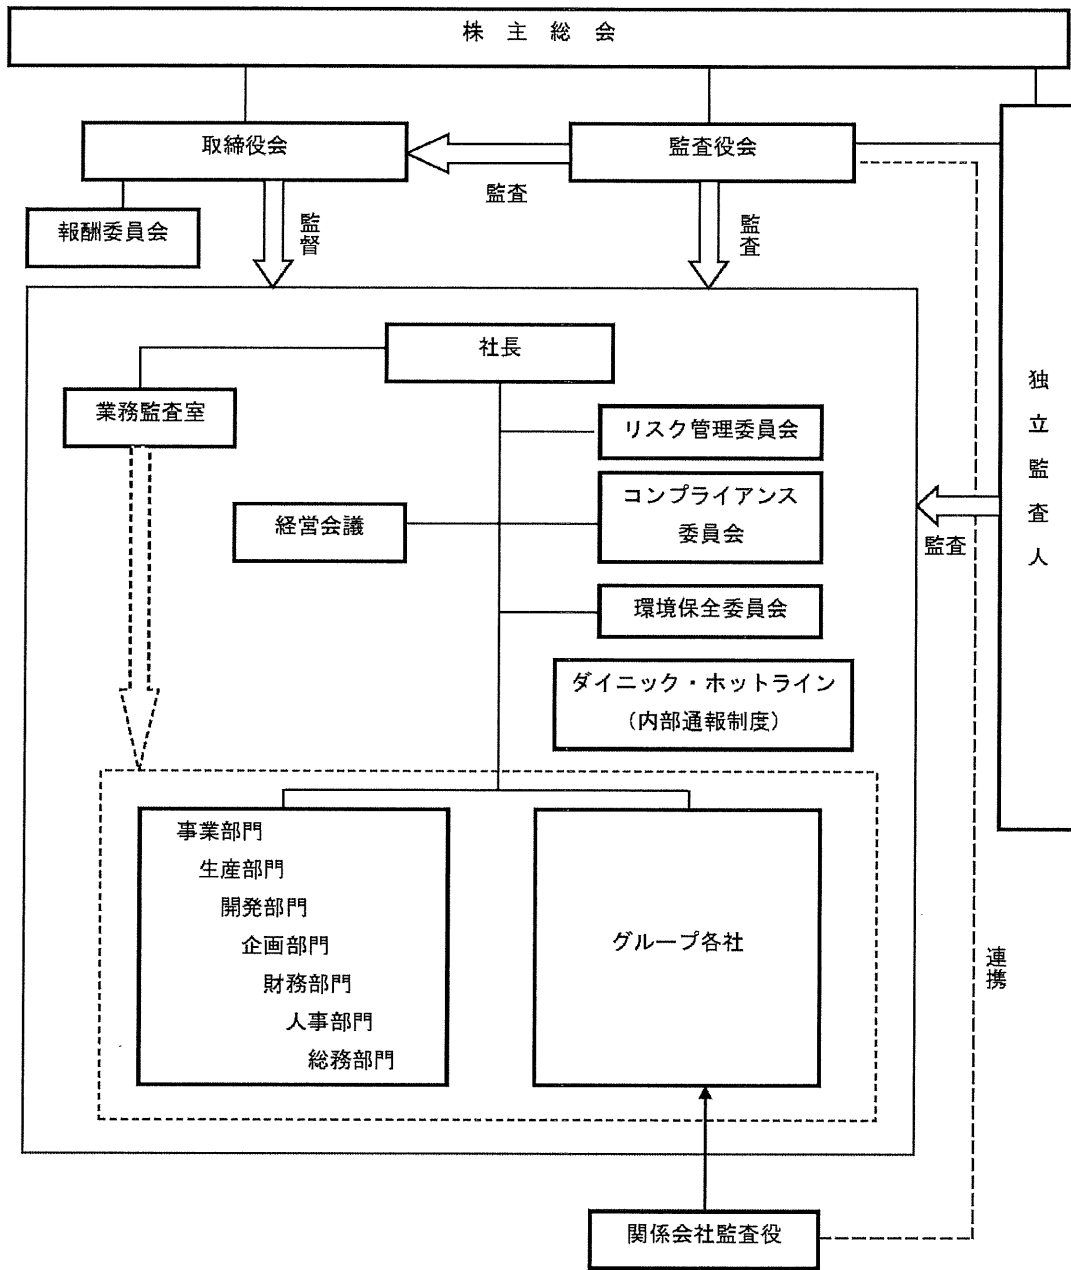 株主総会
取締役会
監査役会
監査
報酬委員会
監督
監査
社長
業務監査室
リスク管理委員会
コンプライアンス
委員会
経営会議
監査
独立監査人
環境保全委員会
ダイニック・ホットライン
（内部通報制度）
事業部門
生産部門
開発部門
企画部門
財務部門
人事部門
総務部門
グループ各社
連携
関係会社監査役